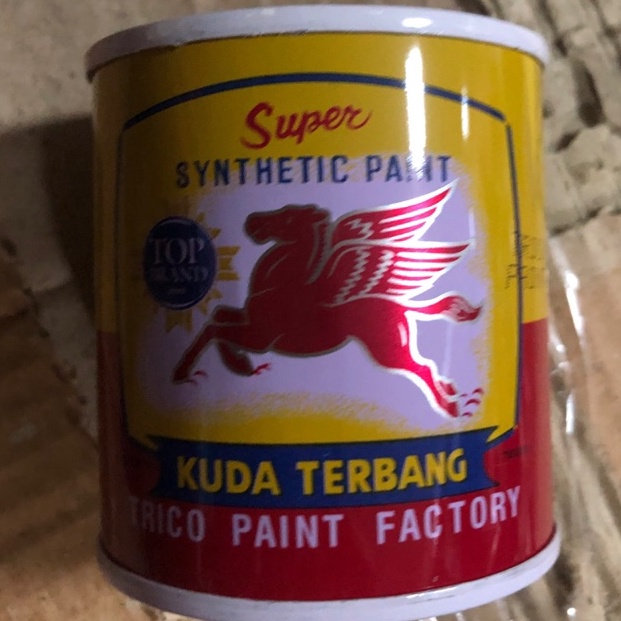 Super
SYNTHETIC PAINT
TOP
BRAND
KUDA TERBANG
TRICO PAINT FACTORY